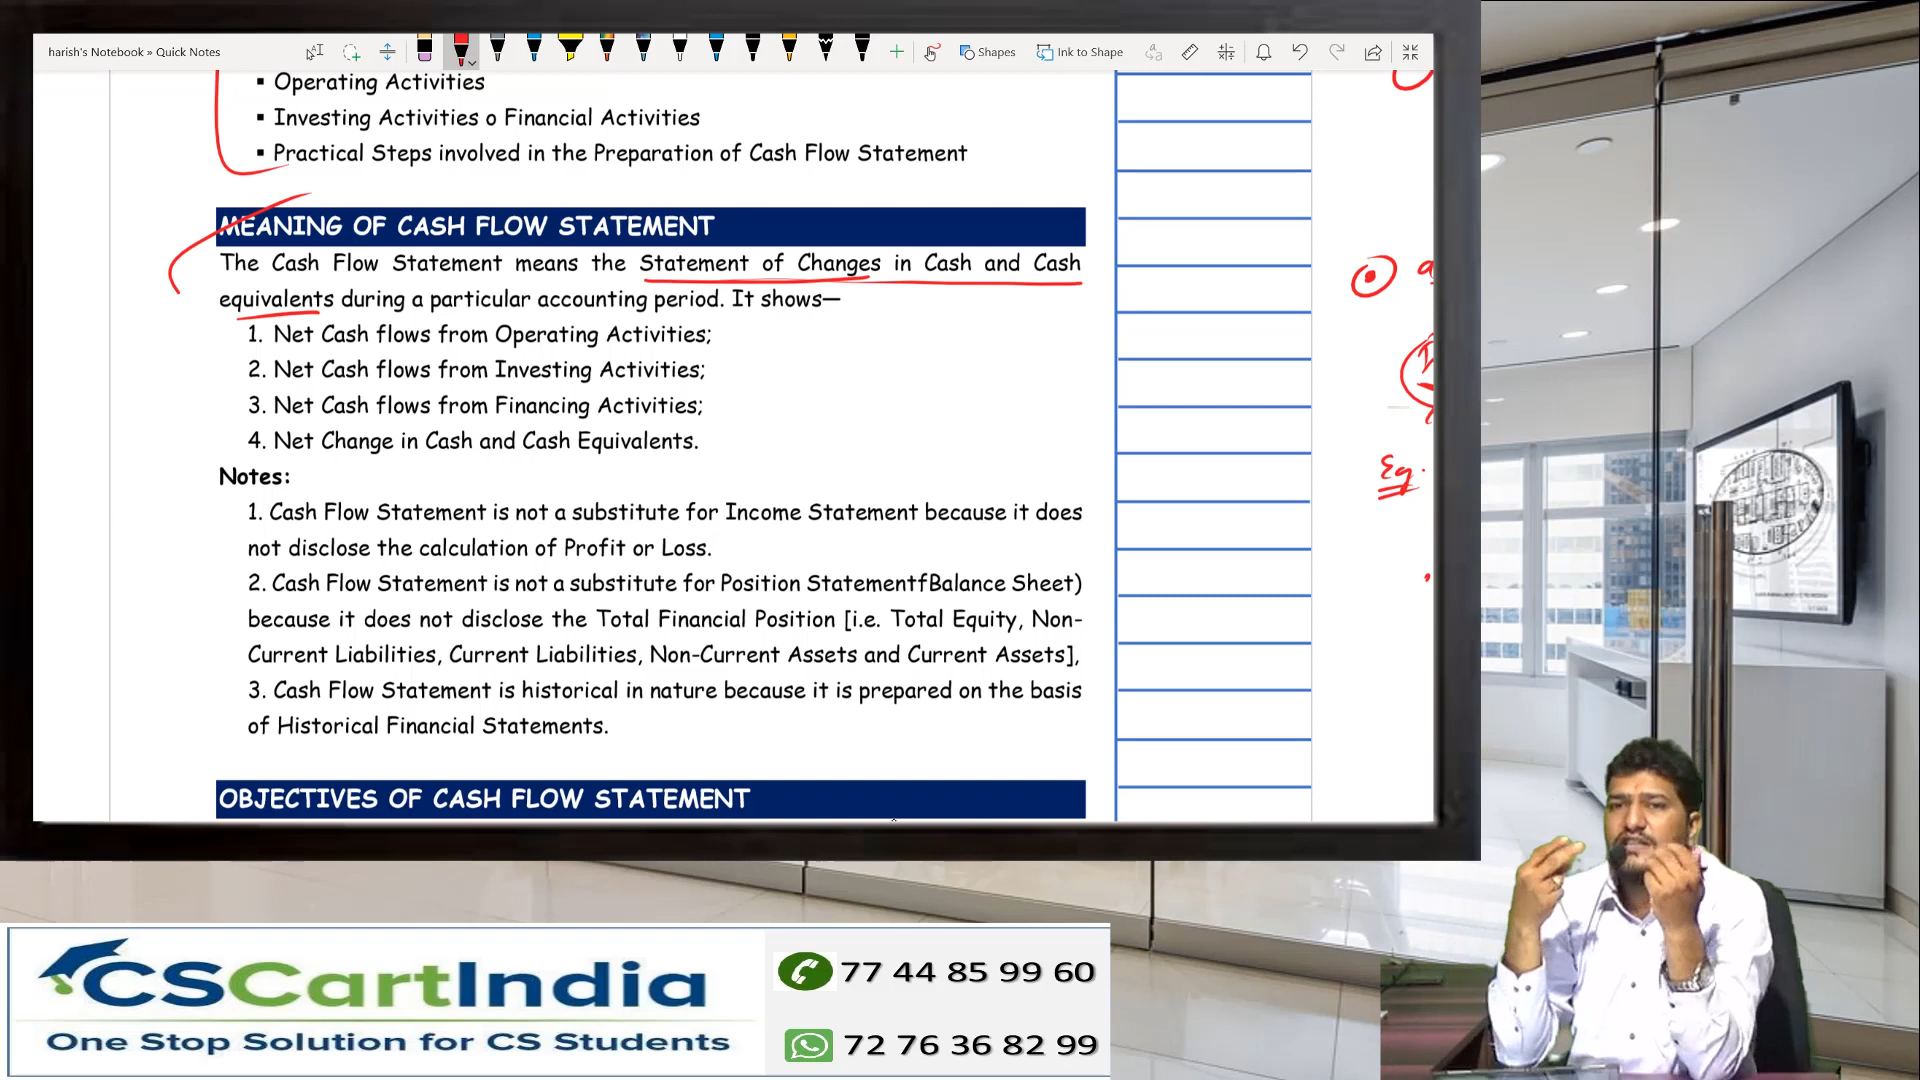 harish's Notebook » Quick Notes
Shapes
Ink to Shape
▪ Operating Activities
▪ Investing Activities o Financial Activities
▪ Practical Steps involved in the Preparation of Cash Flow Statement
MEANING OF CASH FLOW STATEMENT
The Cash Flow Statement means the Statement of Changes in Cash and Cash
equivalents during a particular accounting period. It shows—
1. Net Cash flows from Operating Activities;
2. Net Cash flows from Investing Activities;
3. Net Cash flows from Financing Activities;
4. Net Change in Cash and Cash Equivalents.
Notes:
1. Cash Flow Statement is not a substitute for Income Statement because it does
not disclose the calculation of Profit or Loss.
2. Cash Flow Statement is not a substitute for Position StatementfBalance Sheet)
because it does not disclose the Total Financial Position [i.e. Total Equity, Non-
Current Liabilities, Current Liabilities, Non-Current Assets and Current Assets],
3. Cash Flow Statement is historical in nature because it is prepared on the basis
of Historical Financial Statements.
OBJECTIVES OF CASH FLOW STATEMENT
Eg.
CSCartIndia
One Stop Solution for CS Students
77 44 85 99 60
72 76 36 82 99